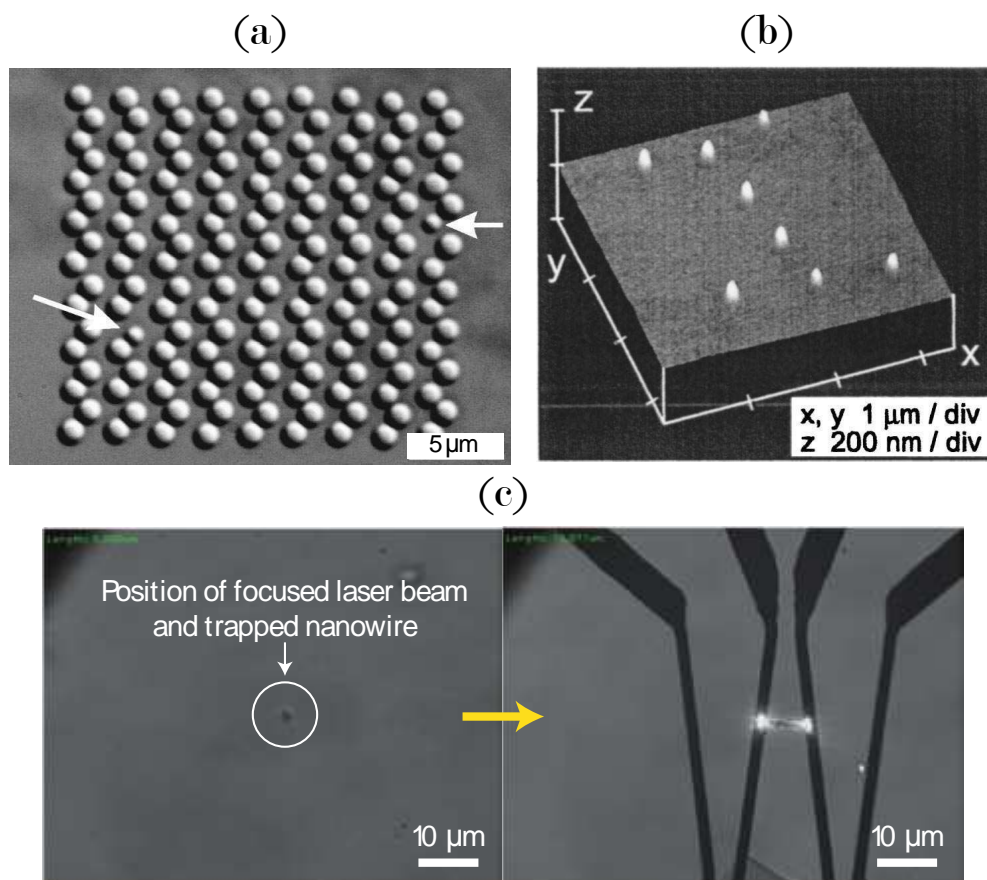 (a)
(b)
5 µm
z
y
x
x, y 1 µm / div
z 200 nm / div
(c)
Position of focused laser beam
and trapped nanowire
10 µm
10 µm